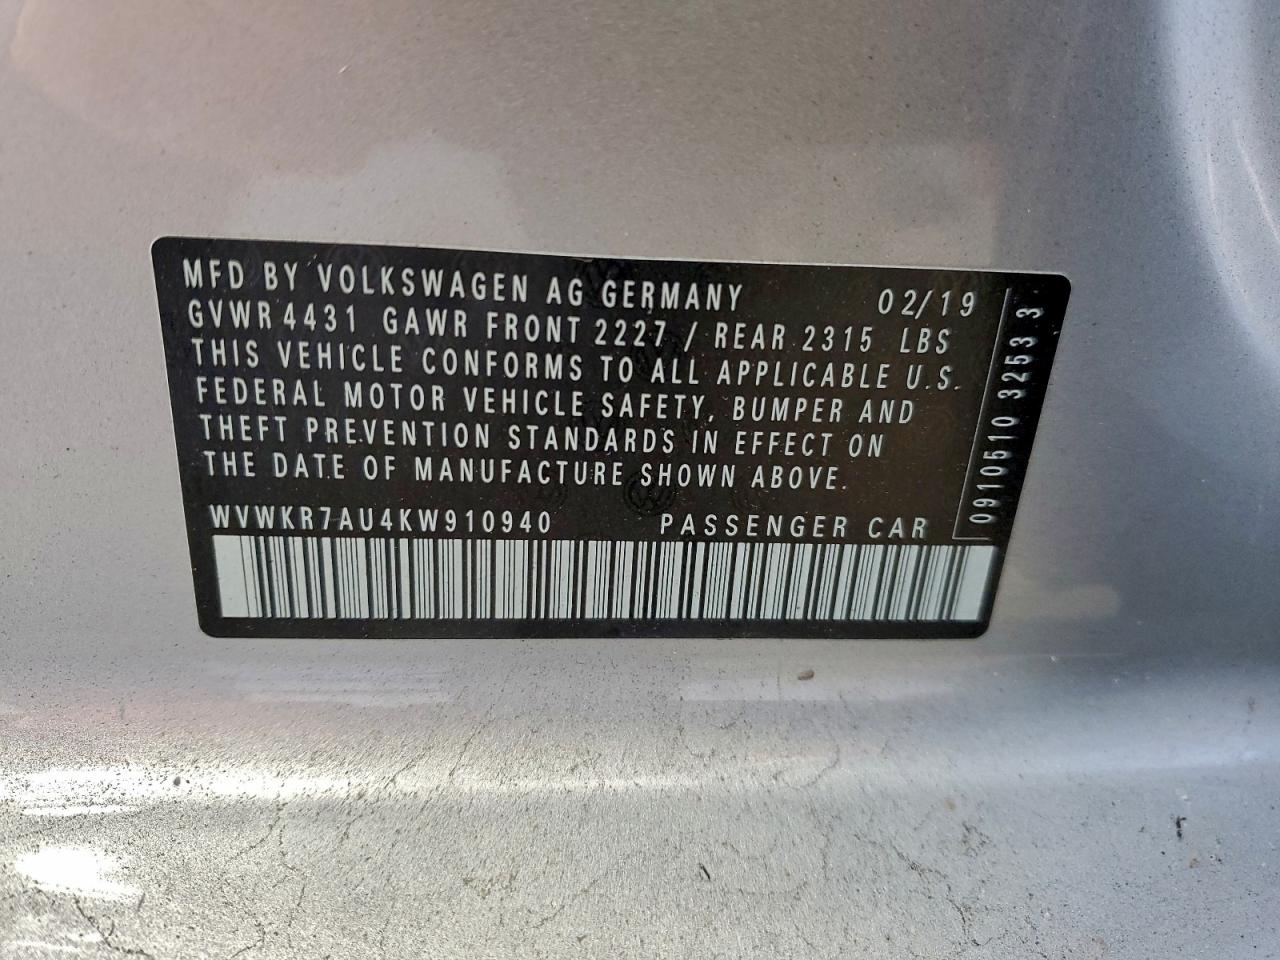 MFD BY VOLKSWAGEN AG GERMANY 02/19
GVWR 4431 GAWR FRONT 2227 / REAR 2315 LBS
THIS VEHICLE CONFORMS TO ALL APPLICABLE U.S.
FEDERAL MOTOR VEHICLE SAFETY, BUMPER AND
THEFT PREVENTION STANDARDS IN EFFECT ON
THE DATE OF MANUFACTURE SHOWN ABOVE.
WVWKR7AU4KW910940 PASSENGER CAR
0910510 3253 3